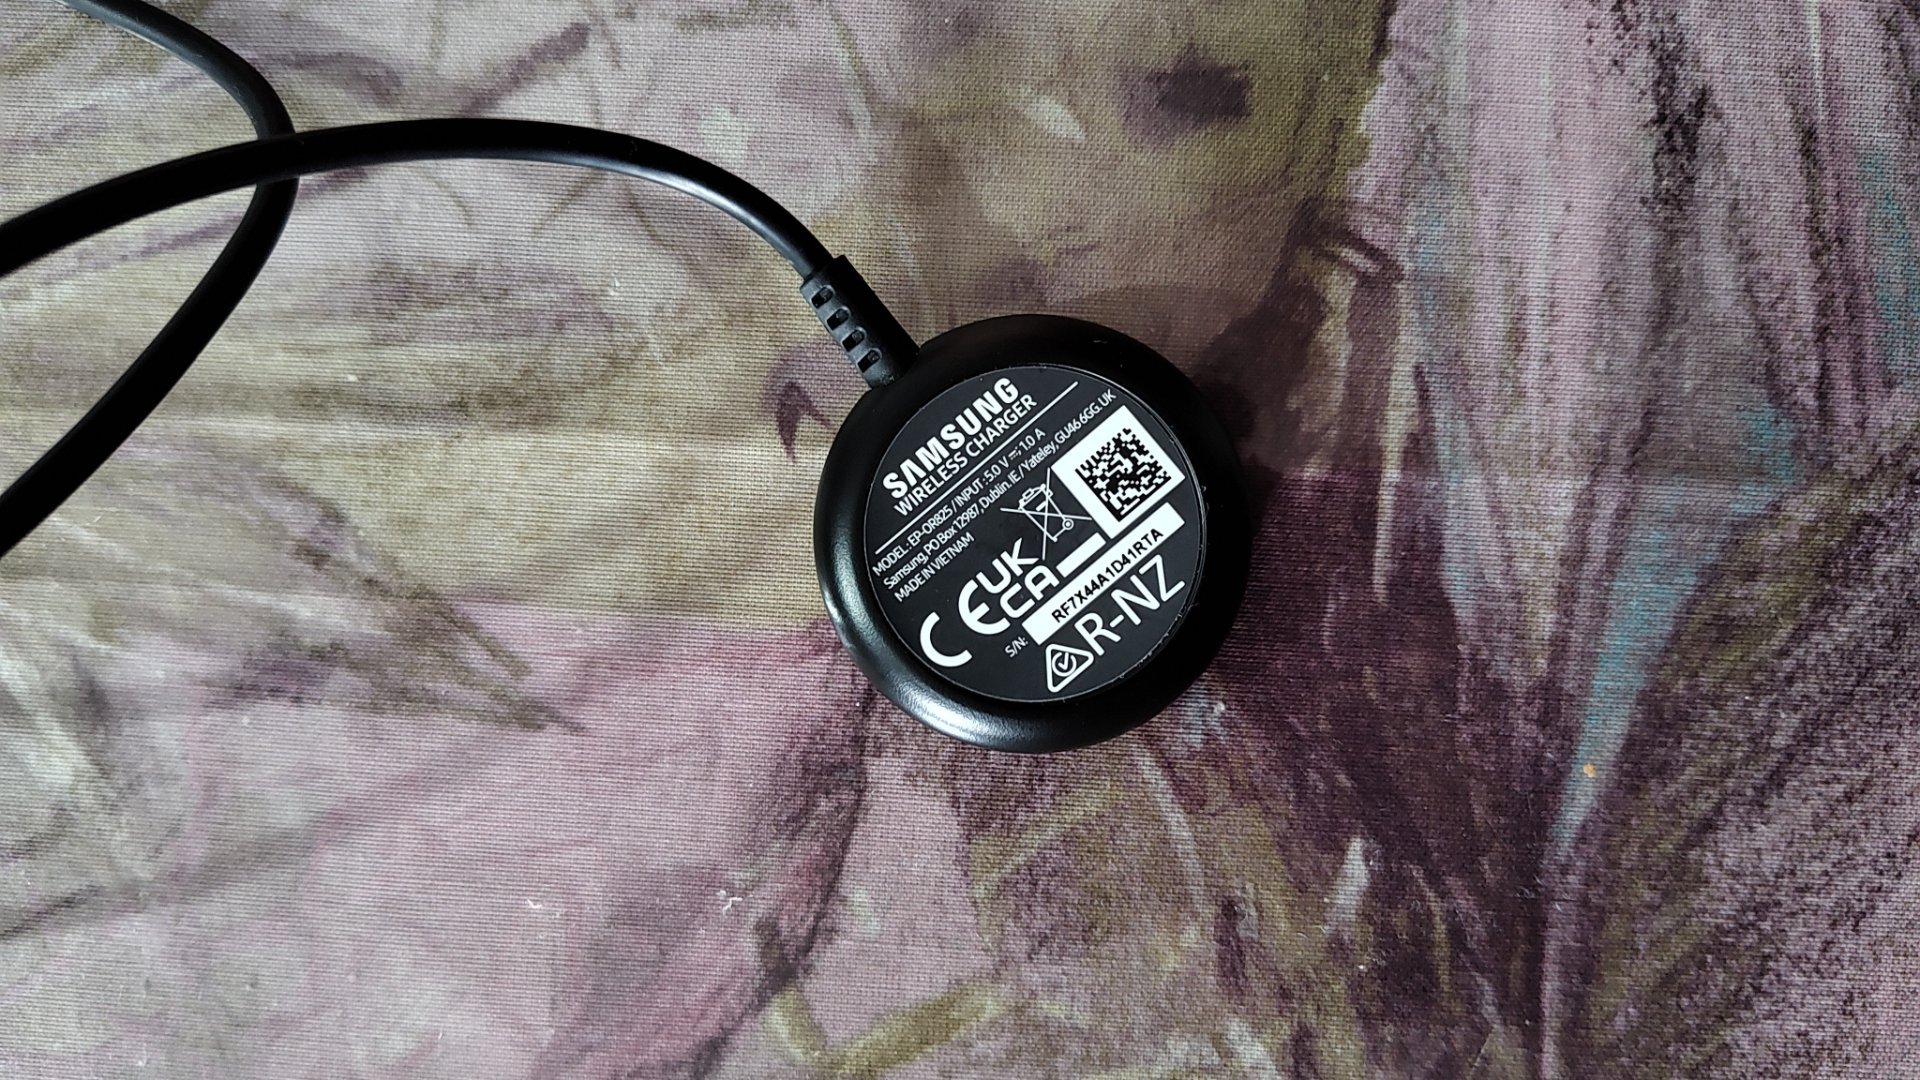 SAMSUNG
WIRELESS CHARGER
MODEL : EP-OR825 / INPUT : 5.0 V ⎓; 1.0 A
Samsung, PO Box 12987, Dublin. IE / Yateley, GU46 6GG. UK
MADE IN VIETNAM
CE UK
CA
S/N: RF7X44A1D41RTA
R-NZ